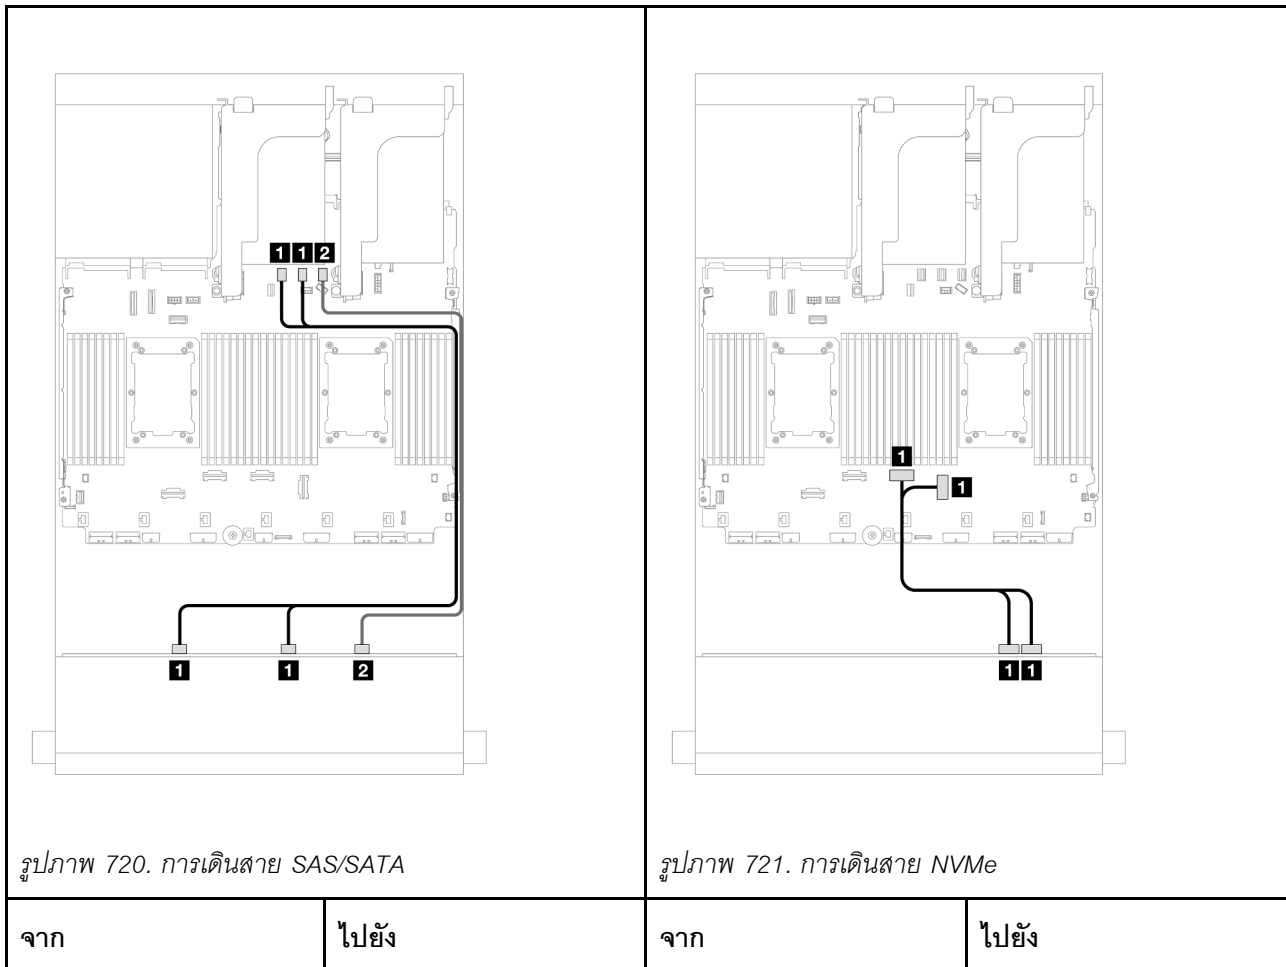 1 1 2
1 1 2
รูปภาพ 720. การเดินสาย SAS/SATA
1
1
1 1
รูปภาพ 721. การเดินสาย NVMe
จาก ไปยัง จาก ไปยัง